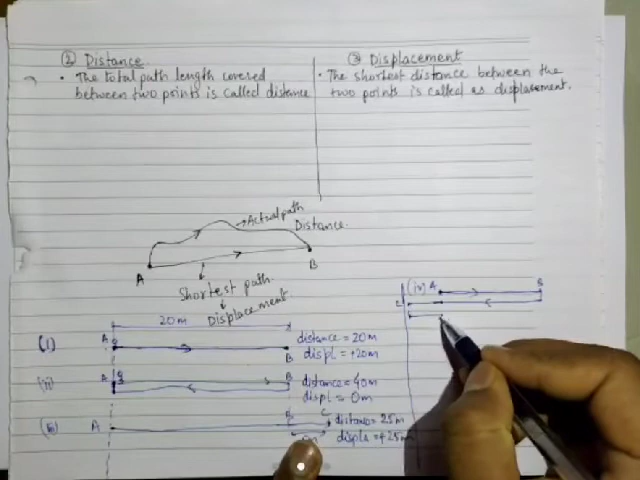 ② Distance.
• The total path length covered
between two points is called distance
③ Displacement
• The shortest distance between the
two points is called as displacement.
Actual path
Distance.
A
B
Shortest path
Displacement
20m
(i) A B distance = 20m
displ = +20m
(ii) A B distance = 40m
displ = 0m
(iii) A C distance = 25m
displ = +25m
(iv) A B